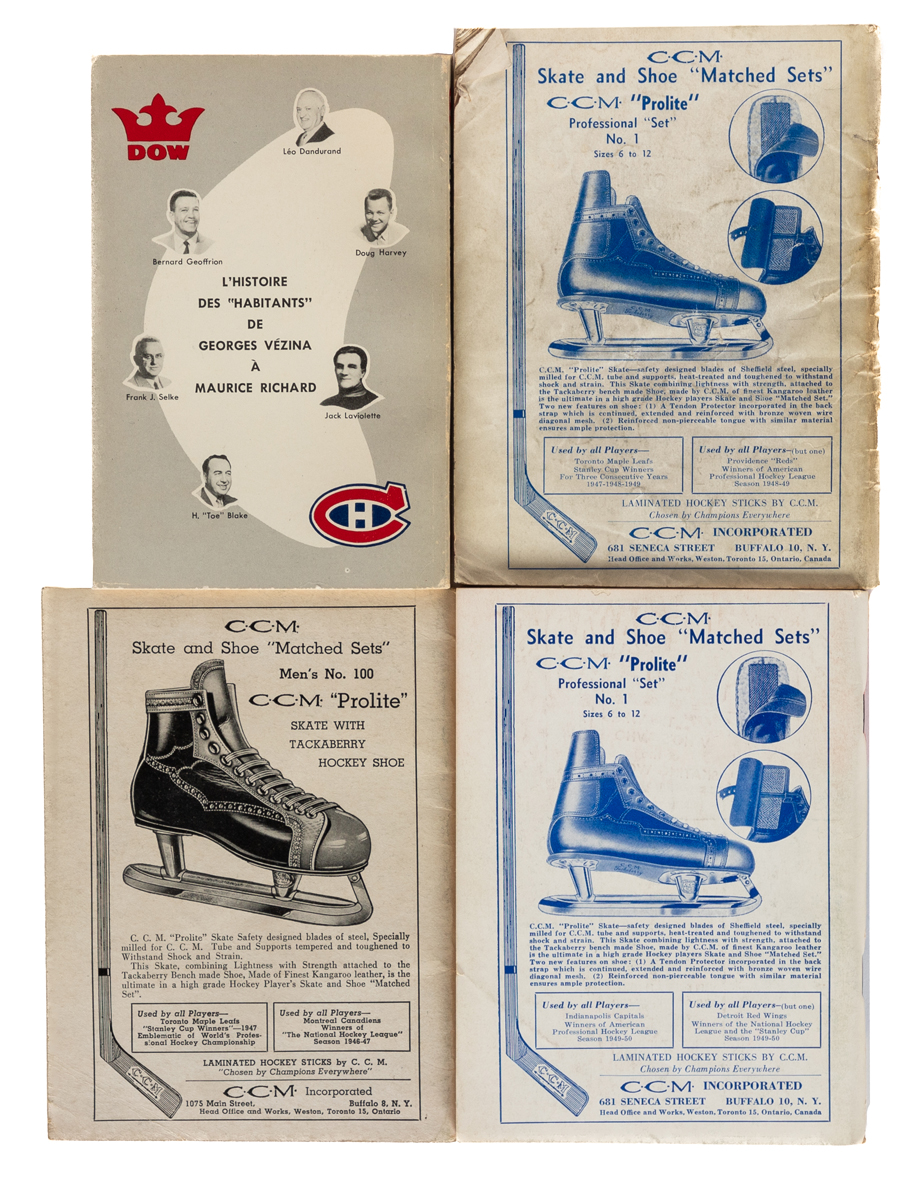 DOW
Léo Dandurand
Bernard Geoffrion
Doug Harvey
L'HISTOIRE
DES "HABITANTS"
DE
GEORGES VÉZINA
À
MAURICE RICHARD
Frank J. Selke
Jack Laviolette
H. "Toe" Blake
CH
C·C·M·
Skate and Shoe "Matched Sets"
C·C·M· "Prolite"
Professional "Set"
No. 1
Sizes 6 to 12
C.C.M. "Prolite" Skate—safety designed blades of Sheffield steel, specially
milled for C.C.M. tube and supports, heat-treated and toughened to withstand
shock and strain. This Skate combining lightness with strength, attached to
the Tackaberry bench made Shoe, made by C.C.M. of finest Kangaroo leather
is the ultimate in a high grade Hockey players Skate and Shoe "Matched Set."
Two new features on shoe: (1) A Tendon Protector incorporated in the back
strap which is continued, extended and reinforced with bronze woven wire
diagonal mesh. (2) Reinforced non-pierceable tongue with similar material
ensures ample protection.
Used by all Players—
Toronto Maple Leafs
Stanley Cup Winners
For Three Consecutive Years
1947-1948-1949
Used by all Players—(but one)
Providence "Reds"
Winners of American
Professional Hockey League
Season 1948-49
LAMINATED HOCKEY STICKS BY C.C.M.
Chosen by Champions Everywhere
C·C·M· INCORPORATED
681 SENECA STREET BUFFALO 10, N. Y.
Head Office and Works, Weston, Toronto 15, Ontario, Canada
C·C·M·
C·C·M·
Skate and Shoe "Matched Sets"
Men's No. 100
C·C·M· "Prolite"
SKATE WITH
TACKABERRY
HOCKEY SHOE
C. C. M. "Prolite" Skate Safety designed blades of steel, Specially
milled for C. C. M. Tube and Supports tempered and toughened to
Withstand Shock and Strain.
This Skate, combining Lightness with Strength attached to the
Tackaberry Bench made Shoe, Made of Finest Kangaroo leather, is the
ultimate in a high grade Hockey Player's Skate and Shoe "Matched
Set".
Used by all Players—
Toronto Maple Leafs
"Stanley Cup Winners"—1947
Emblematic of World's Profes-
sional Hockey Championship
Used by all Players—
Montreal Canadiens
Winners of
"The National Hockey League"
Season 1946-47
LAMINATED HOCKEY STICKS BY C. C. M.
"Chosen by Champions Everywhere"
C·C·M· Incorporated
1075 Main Street, Buffalo 8, N. Y.
Head Office and Works, Weston, Toronto 15, Ontario
C·C·M·
C·C·M·
Skate and Shoe "Matched Sets"
C·C·M· "Prolite"
Professional "Set"
No. 1
Sizes 6 to 12
C.C.M. "Prolite" Skate—safety designed blades of Sheffield steel, specially
milled for C.C.M. tube and supports, heat-treated and toughened to withstand
shock and strain. This Skate combining lightness with strength, attached to
the Tackaberry bench made Shoe, made by C.C.M. of finest Kangaroo leather
is the ultimate in a high grade Hockey players Skate and Shoe "Matched Set."
Two new features on shoe: (1) A Tendon Protector incorporated in the back
strap which is continued, extended and reinforced with bronze woven wire
diagonal mesh. (2) Reinforced non-pierceable tongue with similar material
ensures ample protection.
Used by all Players—
Indianapolis Capitals
Winners of American
Professional Hockey League
Season 1949-50
Used by all Players—(but one)
Detroit Red Wings
Winners of the National Hockey
League and the "Stanley Cup"
Season 1949-50
LAMINATED HOCKEY STICKS BY C.C.M.
Chosen by Champions Everywhere
C·C·M· INCORPORATED
681 SENECA STREET BUFFALO 10, N. Y.
Head Office and Works, Weston, Toronto 15, Ontario, Canada
C·C·M·